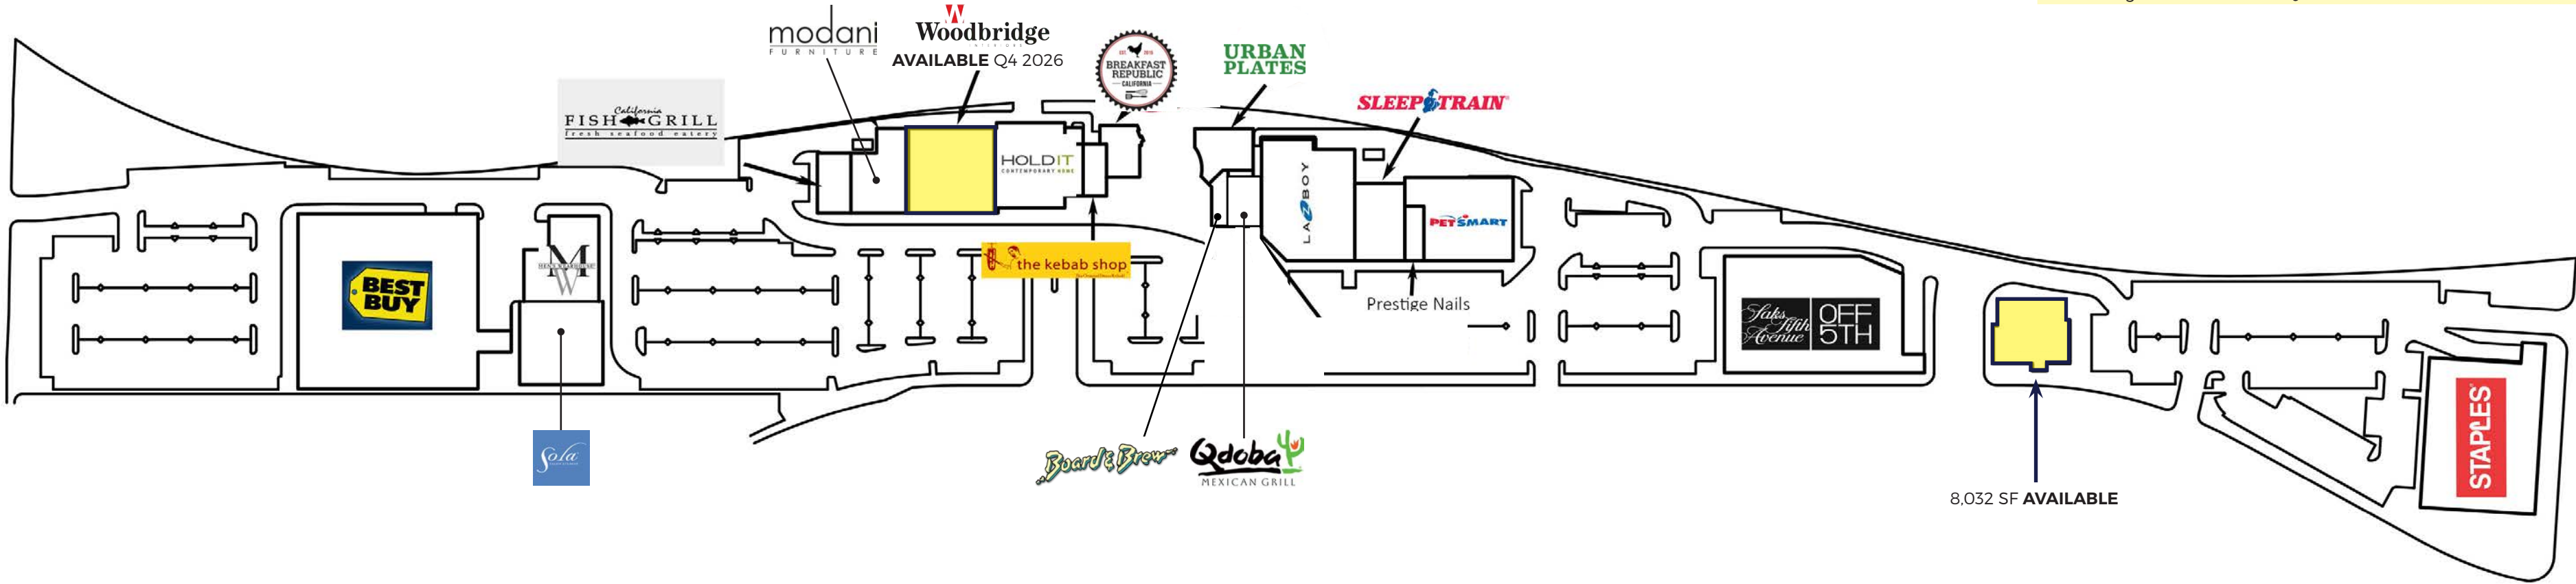 modani
FURNITURE
Woodbridge
INTERIORS
AVAILABLE Q4 2026
BREAKFAST
REPUBLIC
CALIFORNIA
URBAN
PLATES
SLEEP TRAIN
California
FISH GRILL
fresh seafood eatery
HOLDIT
CONTEMPORARY HOME
LA Z BOY
PETSMART
the kebab shop
BEST
BUY
MW
Prestige Nails
Saks
Fifth
Avenue
OFF
5TH
STAPLES
Sola
Board & Brew
Qdoba
MEXICAN GRILL
8,032 SF AVAILABLE